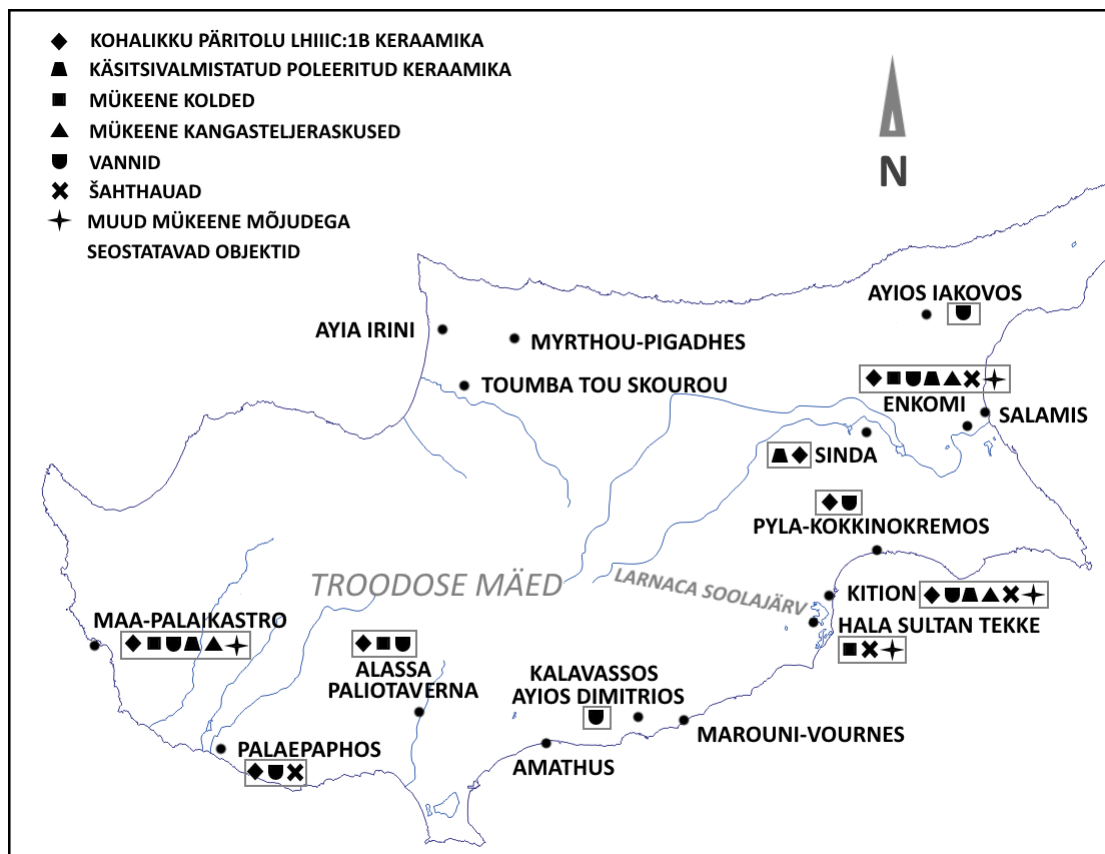 KOHALIKKU PÄRITOLU LHIIIC:1B KERAAMIKA
KÄSITSIVALMISTATUD POLEERITUD KERAAMIKA
MÜKEENE KOLDED
MÜKEENE KANGASTELJERASKUSED
VANNID
ŠAHTHAUAD
MUUD MÜKEENE MÕJUDEGA
SEOSTATAVAD OBJEKTID
N
AYIOS IAKOVOS
AYIA IRINI
MYRTHOU-PIGADHES
TOUMBA TOU SKOUROU
ENKOMI
SALAMIS
SINDA
PYLA-KOKKINOKREMOS
TROODOSE MÄED
LARNACA SOOLAJÄRV
KITION
HALA SULTAN TEKKE
MAA-PALAIKASTRO
ALASSA
PALIOTAVERNA
KALAVASSOS
AYIOS DIMITRIOS
MAROUNI-VOURNES
PALAEPAPHOS
AMATHUS